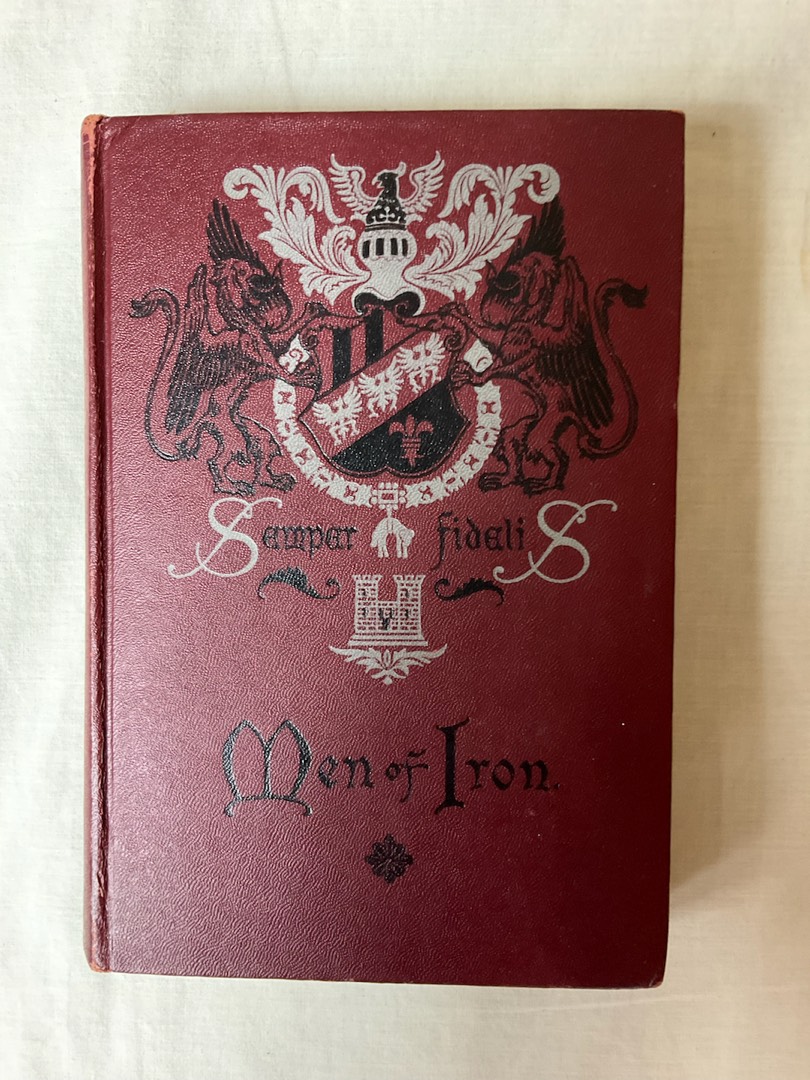 Semper fideliS
Men of Iron.